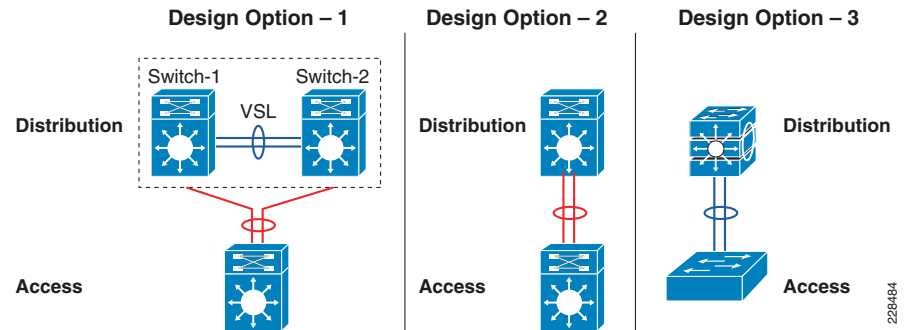 Design Option – 1
Design Option – 2
Design Option – 3
Switch-1
Switch-2
VSL
Distribution
Distribution
Distribution
Access
Access
Access
228484